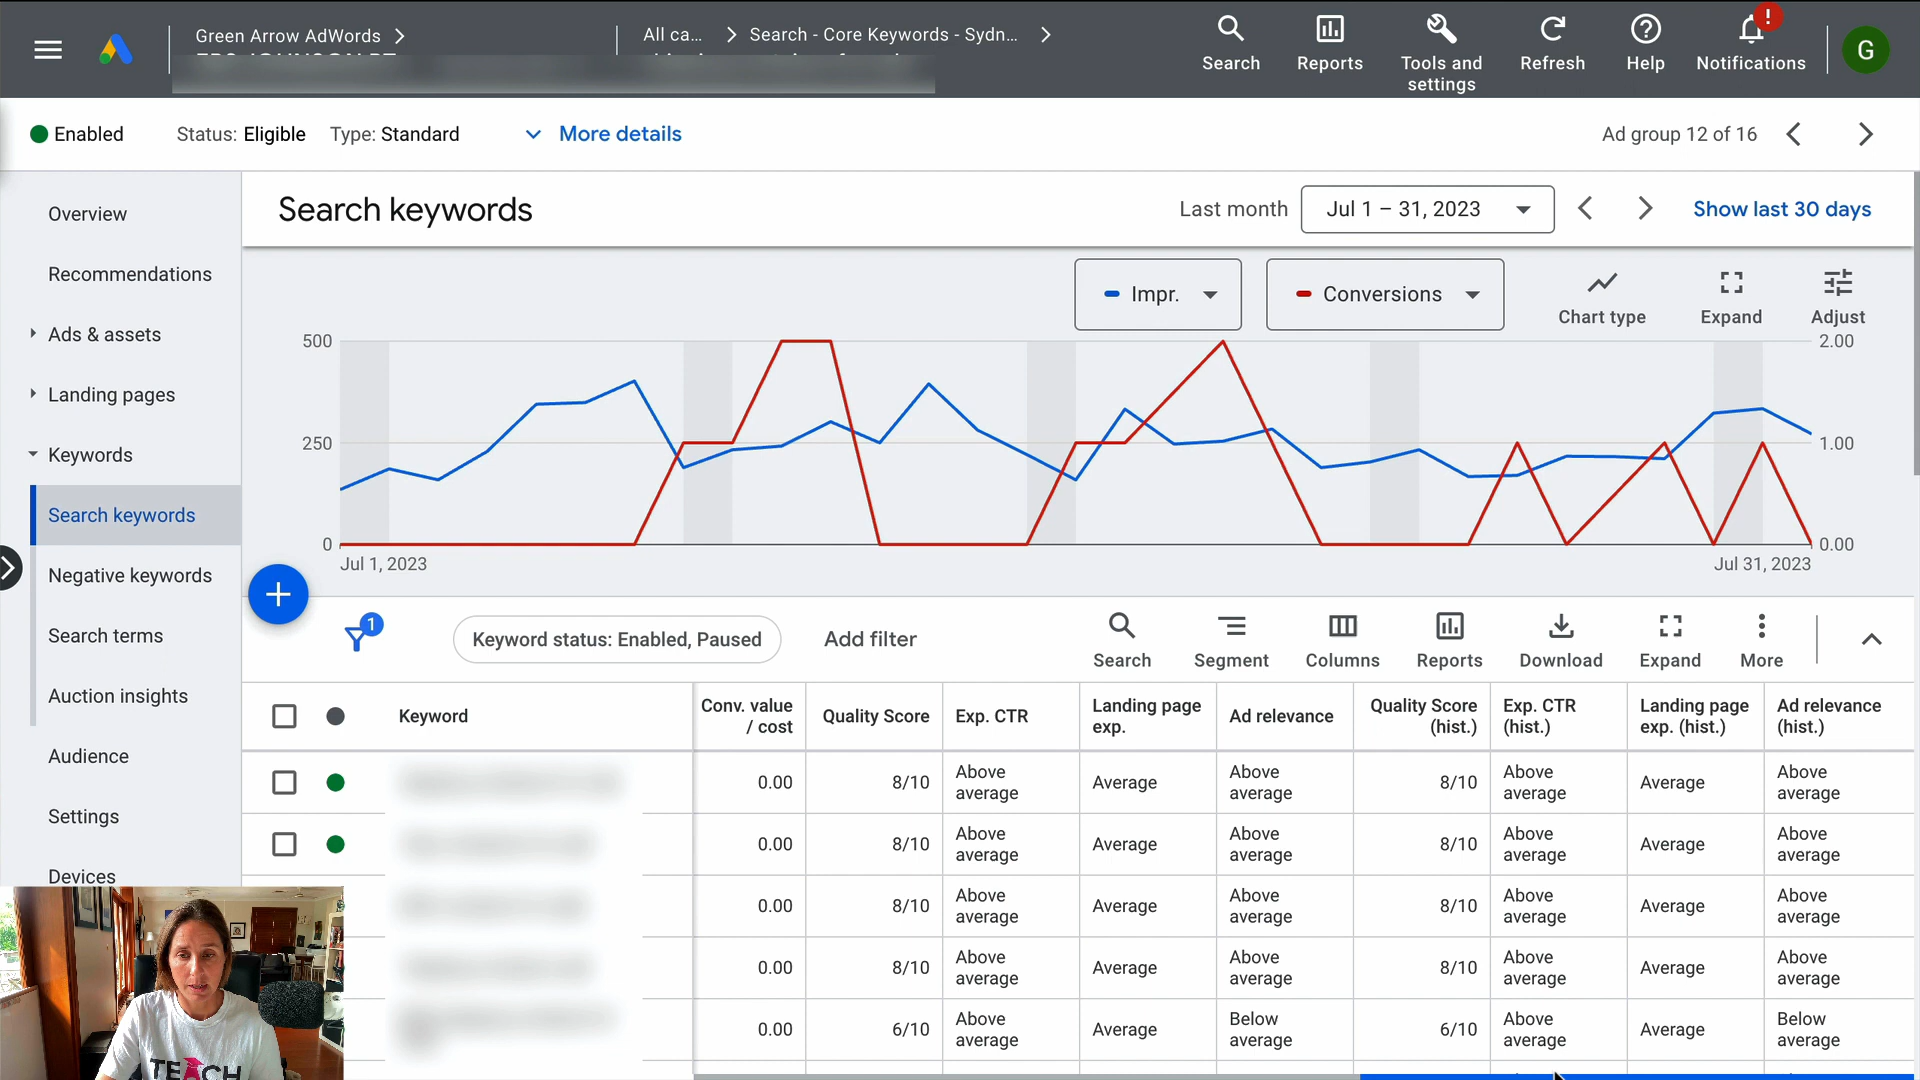 Green Arrow AdWords
All ca...
Search - Core Keywords - Sydn...
Search
Reports
Tools and
settings
Refresh
Help
!
Notifications
G
Enabled
Status: Eligible
Type: Standard
More details
Ad group 12 of 16
Overview
Recommendations
Ads & assets
Landing pages
Keywords
Search keywords
Negative keywords
Search terms
Auction insights
Audience
Settings
Devices
Search keywords
Last month
Jul 1 – 31, 2023
Show last 30 days
Impr.
Conversions
Chart type
Expand
Adjust
500
2.00
250
1.00
0
0.00
Jul 1, 2023
Jul 31, 2023
1
Keyword status: Enabled, Paused
Add filter
Search
Segment
Columns
Reports
Download
Expand
More
Keyword
Conv. value
/ cost
Quality Score
Exp. CTR
Landing page
exp.
Ad relevance
Quality Score
(hist.)
Exp. CTR
(hist.)
Landing page
exp. (hist.)
Ad relevance
(hist.)
0.00
8/10
Above
average
Average
Above
average
8/10
Above
average
Average
Above
average
0.00
8/10
Above
average
Average
Above
average
8/10
Above
average
Average
Above
average
0.00
8/10
Above
average
Average
Above
average
8/10
Above
average
Average
Above
average
0.00
8/10
Above
average
Average
Above
average
8/10
Above
average
Average
Above
average
0.00
6/10
Above
average
Average
Below
average
6/10
Above
average
Average
Below
average
TEACH